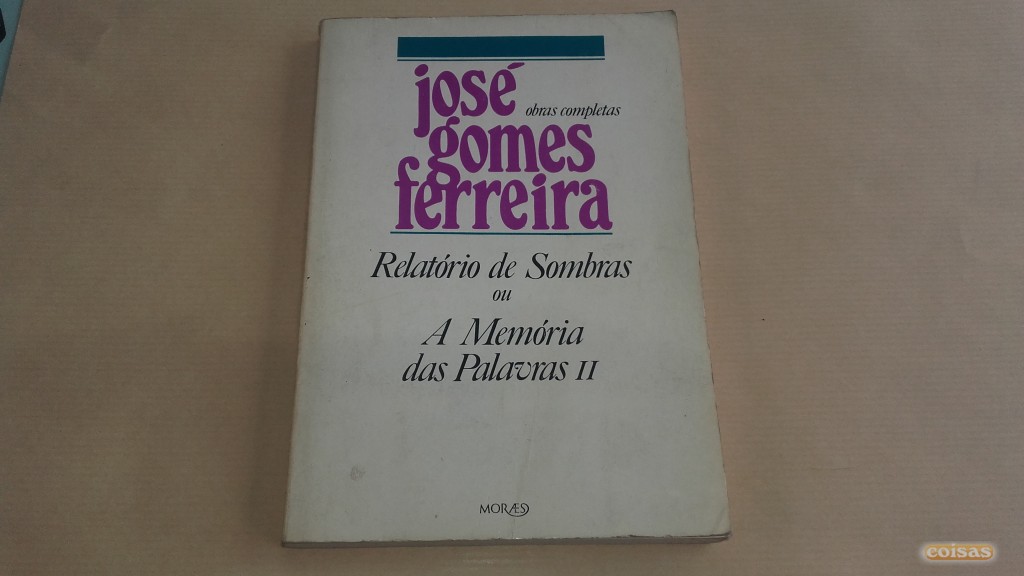 josé
obras completas
gomes
ferreira
Relatório de Sombras
ou
A Memória
das Palavras II
MORÆS
coisas